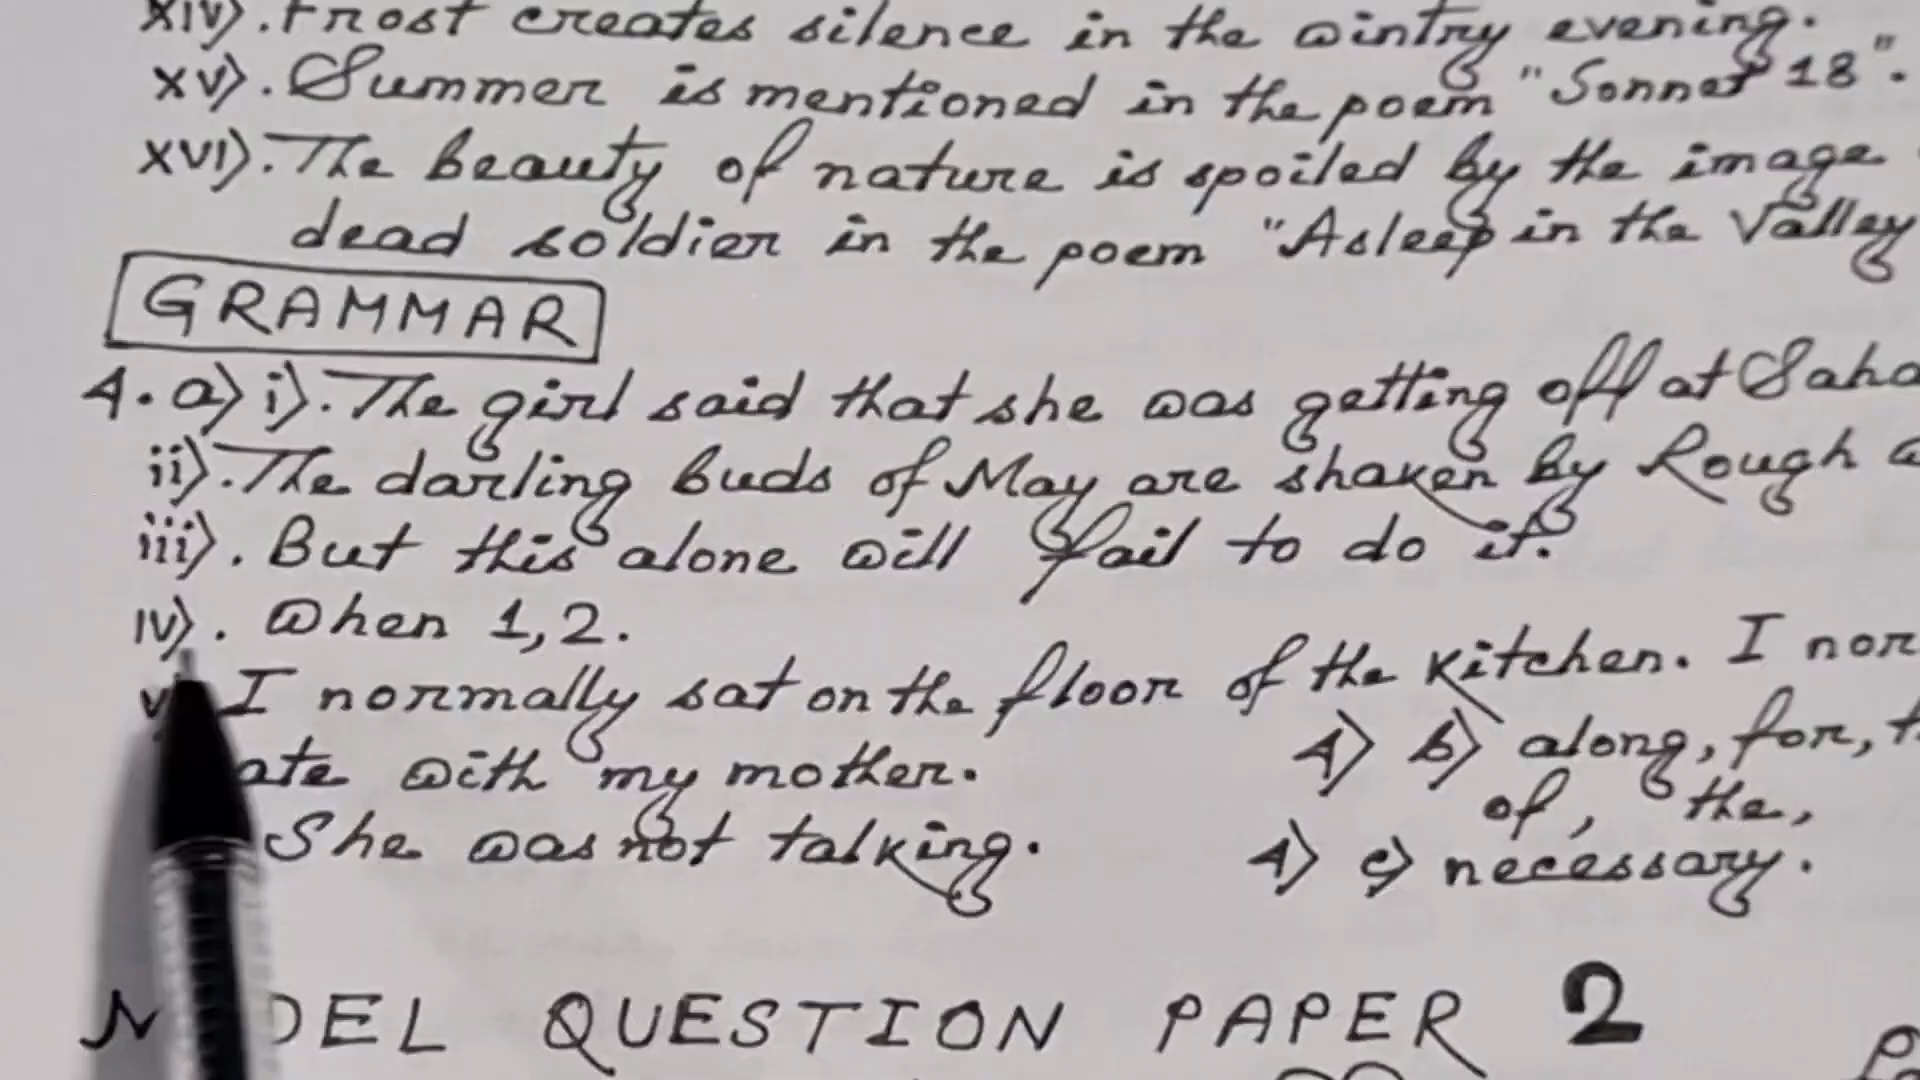 xiv). Frost creates silence in the wintry evening.
xv). Summer is mentioned in the poem "Sonnet 18".
xvi). The beauty of nature is spoiled by the image
dead soldier in the poem "Asleep in the Valley
GRAMMAR
4. a) i). The girl said that she was getting off at Saha
ii). The darling buds of May are shaken by Rough
iii). But this alone will fail to do it.
iv). When 1, 2.
v I normally sat on the floor of the kitchen. I nor
ate with my mother.
She was not talking.
4) b) along, for,
of, the,
4) c) necessary.
MODEL QUESTION PAPER 2